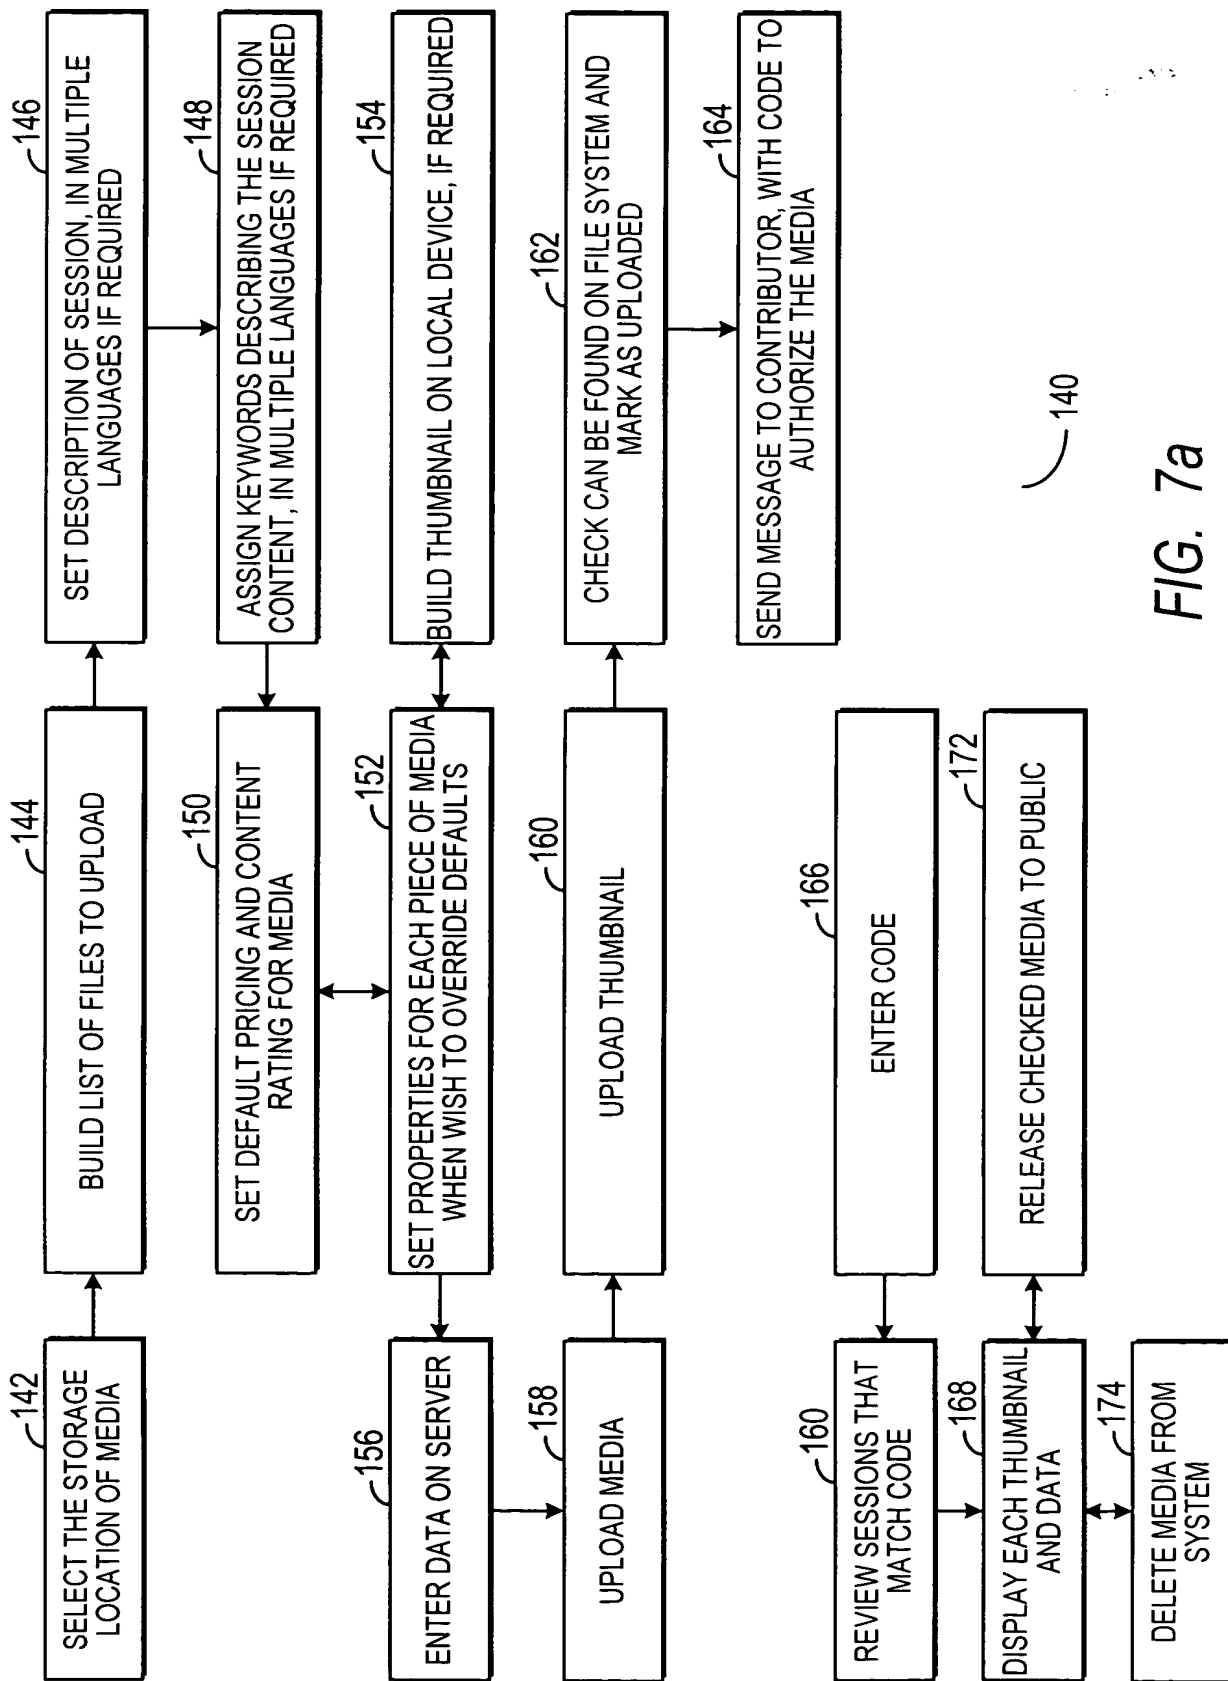 142
SELECT THE STORAGE
LOCATION OF MEDIA
144
BUILD LIST OF FILES TO UPLOAD
146
SET DESCRIPTION OF SESSION, IN MULTIPLE
LANGUAGES IF REQUIRED
148
ASSIGN KEYWORDS DESCRIBING THE SESSION
CONTENT, IN MULTIPLE LANGUAGES IF REQUIRED
150
SET DEFAULT PRICING AND CONTENT
RATING FOR MEDIA
152
SET PROPERTIES FOR EACH PIECE OF MEDIA
WHEN WISH TO OVERRIDE DEFAULTS
154
BUILD THUMBNAIL ON LOCAL DEVICE, IF REQUIRED
156
ENTER DATA ON SERVER
158
UPLOAD MEDIA
160
UPLOAD THUMBNAIL
162
CHECK CAN BE FOUND ON FILE SYSTEM AND
MARK AS UPLOADED
164
SEND MESSAGE TO CONTRIBUTOR, WITH CODE TO
AUTHORIZE THE MEDIA
166
ENTER CODE
160
REVIEW SESSIONS THAT
MATCH CODE
168
DISPLAY EACH THUMBNAIL
AND DATA
172
RELEASE CHECKED MEDIA TO PUBLIC
174
DELETE MEDIA FROM
SYSTEM
140
FIG. 7a